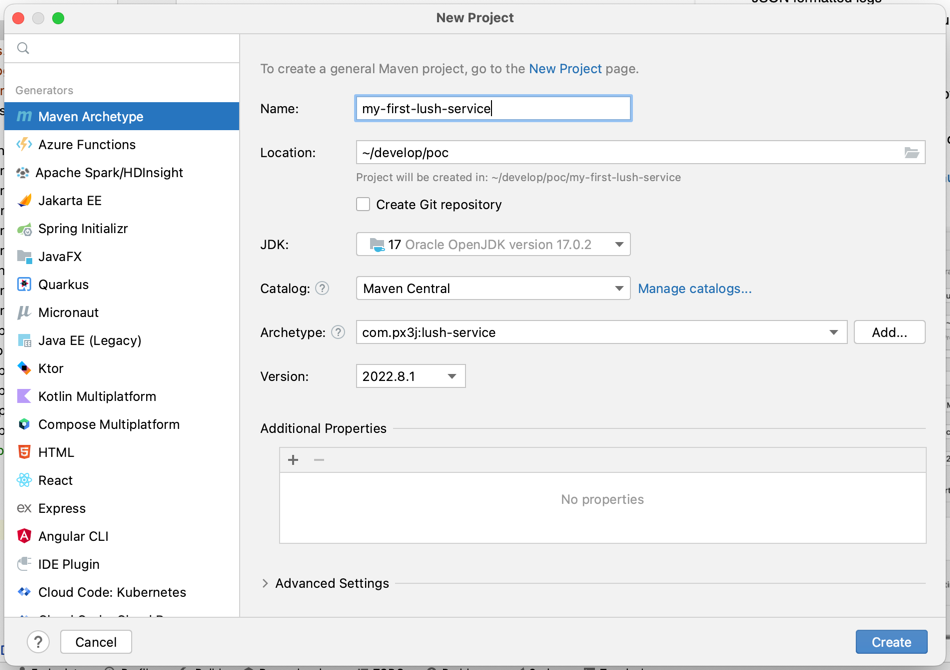 New Project
Generators
Maven Archetype
Azure Functions
Apache Spark/HDInsight
Jakarta EE
Spring Initializr
JavaFX
Quarkus
Micronaut
Java EE (Legacy)
Ktor
Kotlin Multiplatform
Compose Multiplatform
HTML
React
ex Express
Angular CLI
IDE Plugin
Cloud Code: Kubernetes
To create a general Maven project, go to the New Project page.
Name: my-first-lush-service
Location: ~/develop/poc
Project will be created in: ~/develop/poc/my-first-lush-service
Create Git repository
JDK: 17 Oracle OpenJDK version 17.0.2
Catalog: ? Maven Central Manage catalogs...
Archetype: ? com.px3j:lush-service Add...
Version: 2022.8.1
Additional Properties
+ −
No properties
> Advanced Settings
? Cancel Create